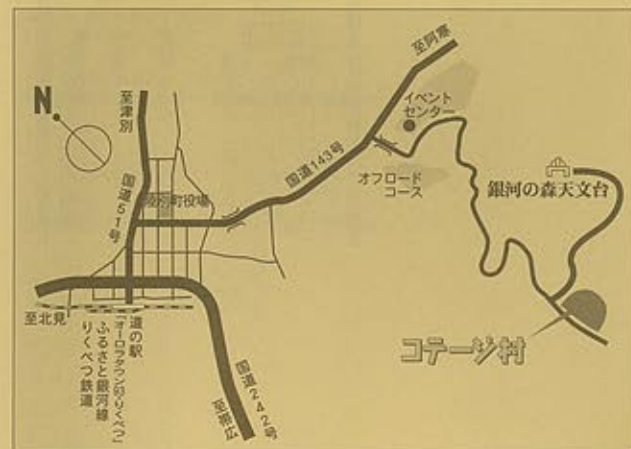 N.
至津別
国道51号
陸別町役場
国道143号
至阿寒
イベント
センター
オフロード
コース
銀河の森天文台
コテージ村
至北見
道の駅
「オーロラタウン93・りくべつ」
ふるさと銀河線
りくべつ鉄道
国道242号
至帯広